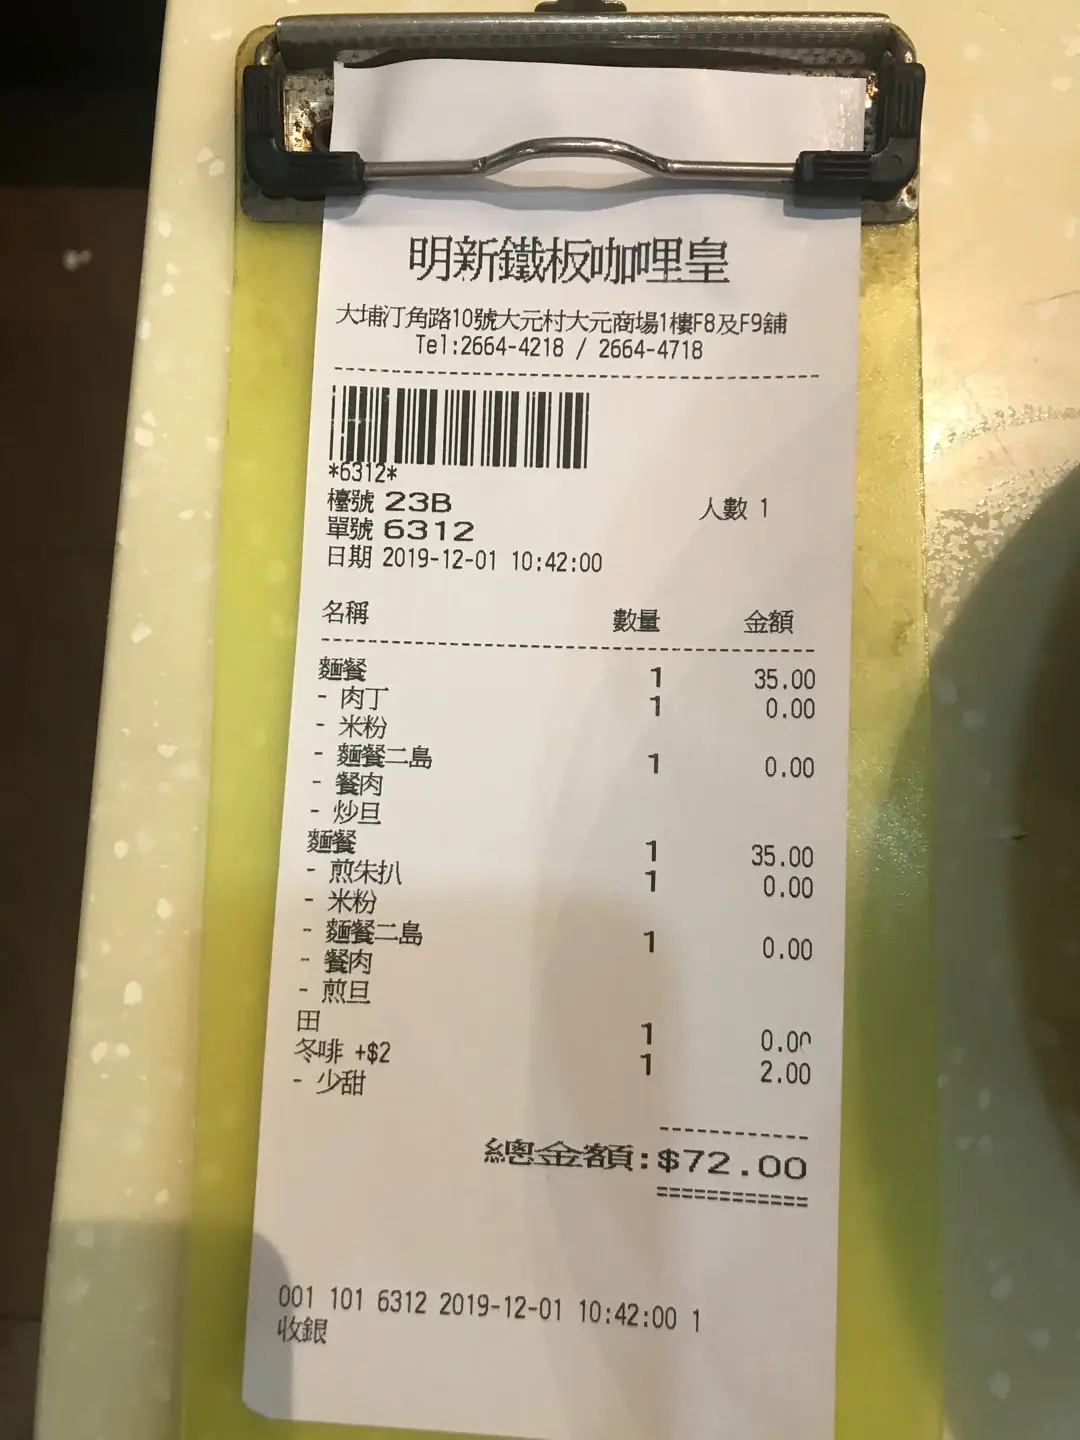 明新鐵板咖哩皇
大埔汀角路10號大元村大元商場1樓F8及F9舖
Tel:2664-4218 / 2664-4718
*6312*
檯號 23B 人數 1
單號 6312
日期 2019-12-01 10:42:00
名稱 數量 金額
麵餐 1 35.00
- 肉丁 1 0.00
- 米粉
- 麵餐二島 1 0.00
- 餐肉
- 炒旦
麵餐 1 35.00
- 煎朱扒 1 0.00
- 米粉
- 麵餐二島 1 0.00
- 餐肉
- 煎旦
田 1 0.00
冬啡 +$2 1 2.00
- 少甜
總金額:$72.00
001 101 6312 2019-12-01 10:42:00 1
收銀